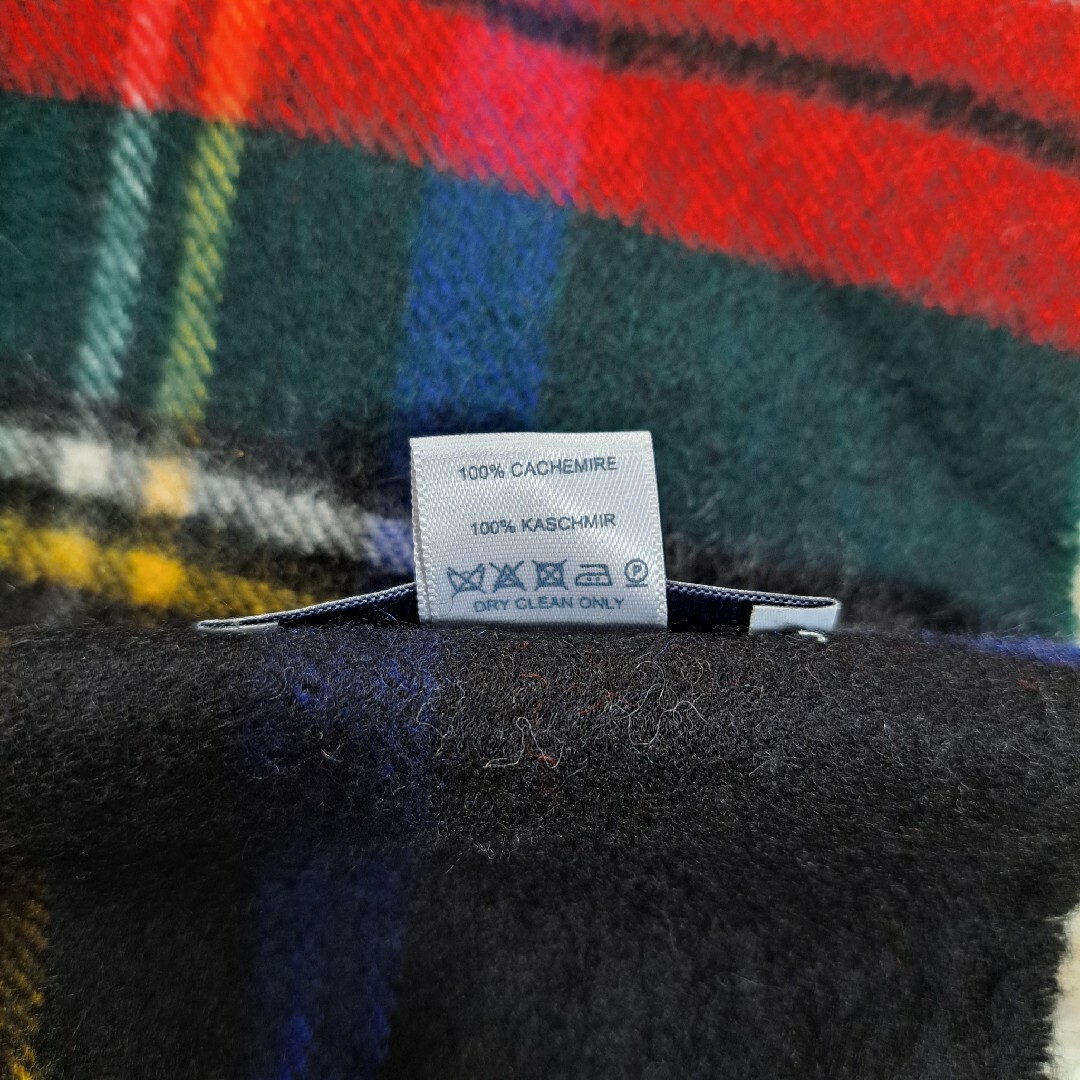 100% CACHEMIRE
100% KASCHMIR
P
DRY CLEAN ONLY